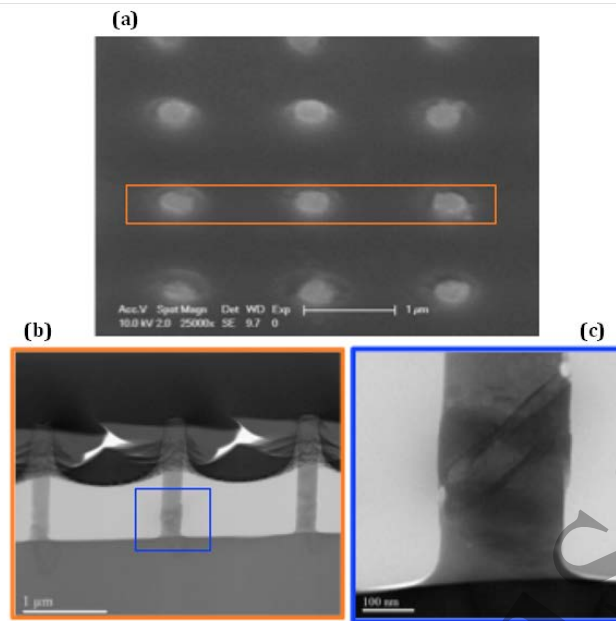 (a)
Acc.V Spot Magn Det WD Exp 1 µm
10.0 kV 2.0 25000x SE 9.7 0
(b) (c)
1 µm 100 nm